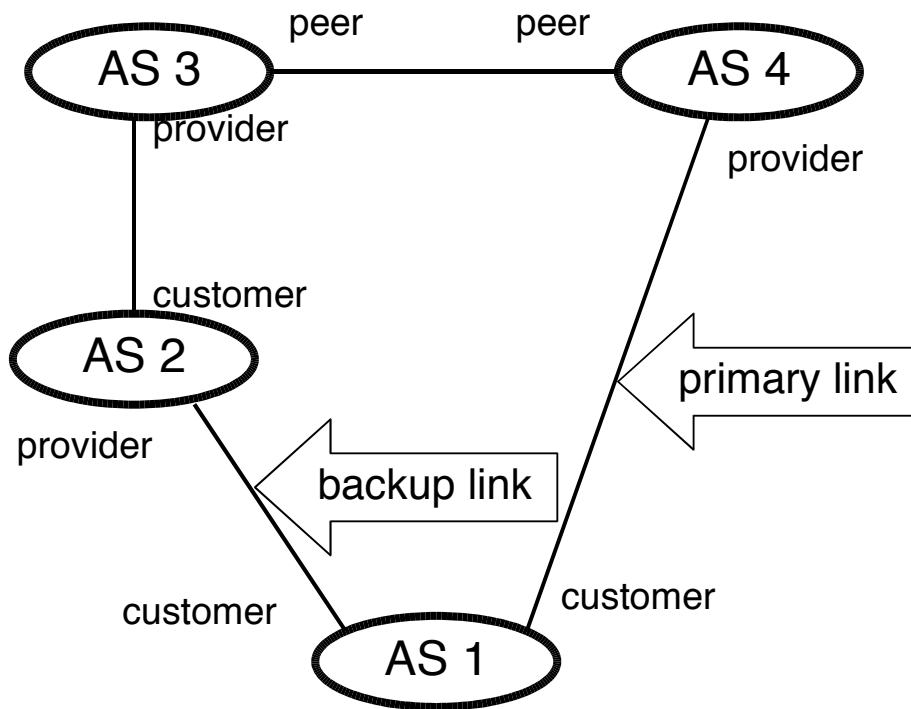 peer
peer
AS 3
AS 4
provider
provider
customer
AS 2
primary link
provider
backup link
customer
customer
AS 1